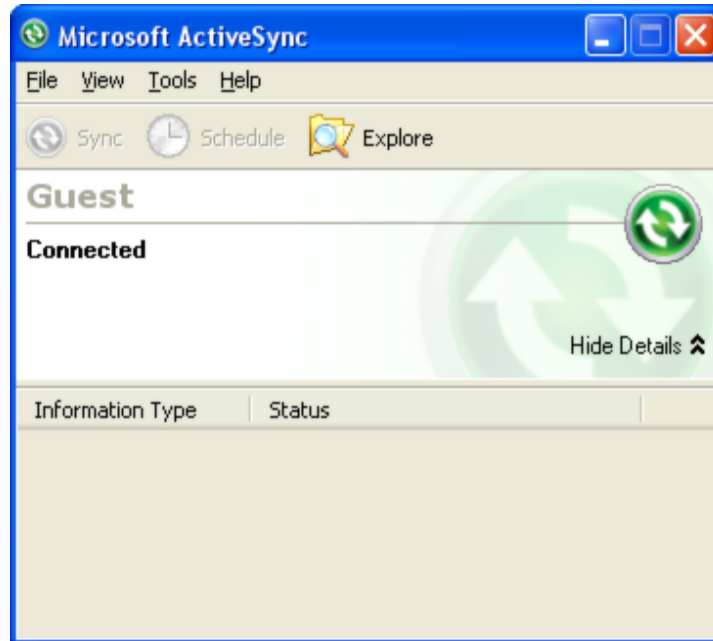 Microsoft ActiveSync
File View Tools Help
Sync Schedule Explore
Guest
Connected
Hide Details
Information Type Status